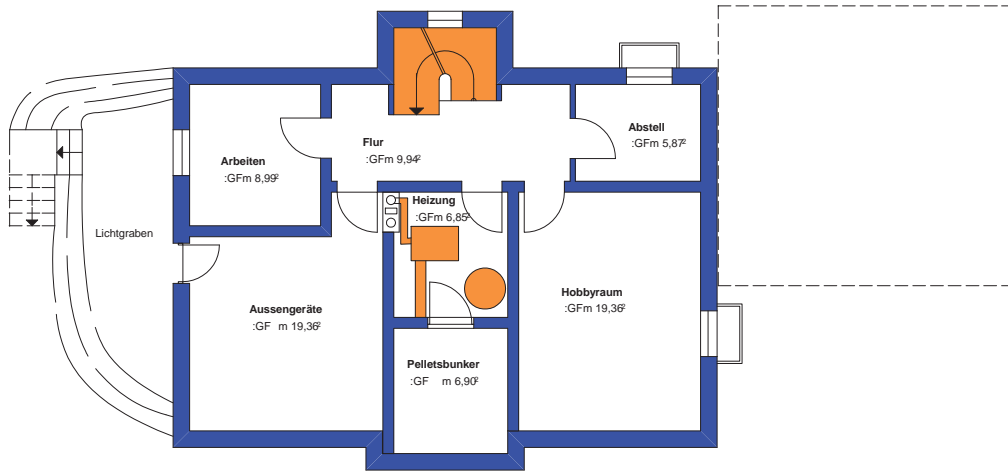 Abstell
:GFm 5,87²
Flur
:GFm 9,94²
Arbeiten
:GFm 8,99²
Heizung
:GFm 6,85²
Lichtgraben
Hobbyraum
:GFm 19,36²
Aussengeräte
:GF m 19,36²
Pelletsbunker
:GF m 6,90²